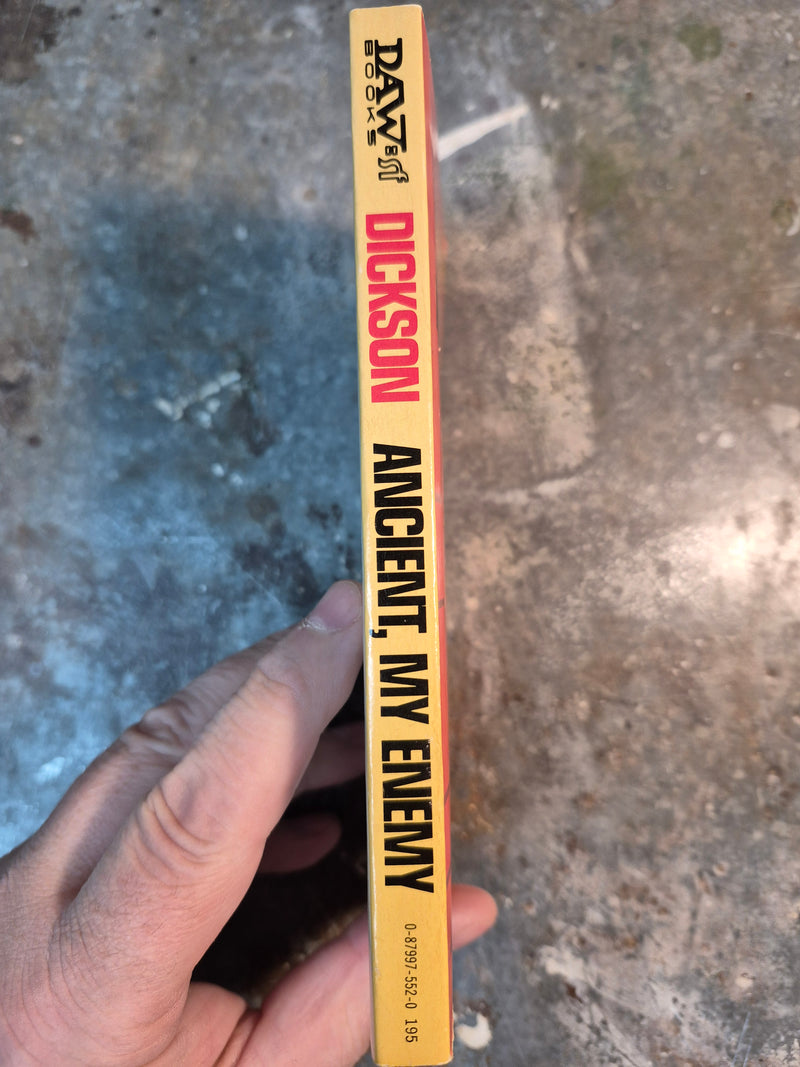 DAW
BOOKS
DICKSON
ANCIENT, MY ENEMY
0-87997-552-0 195